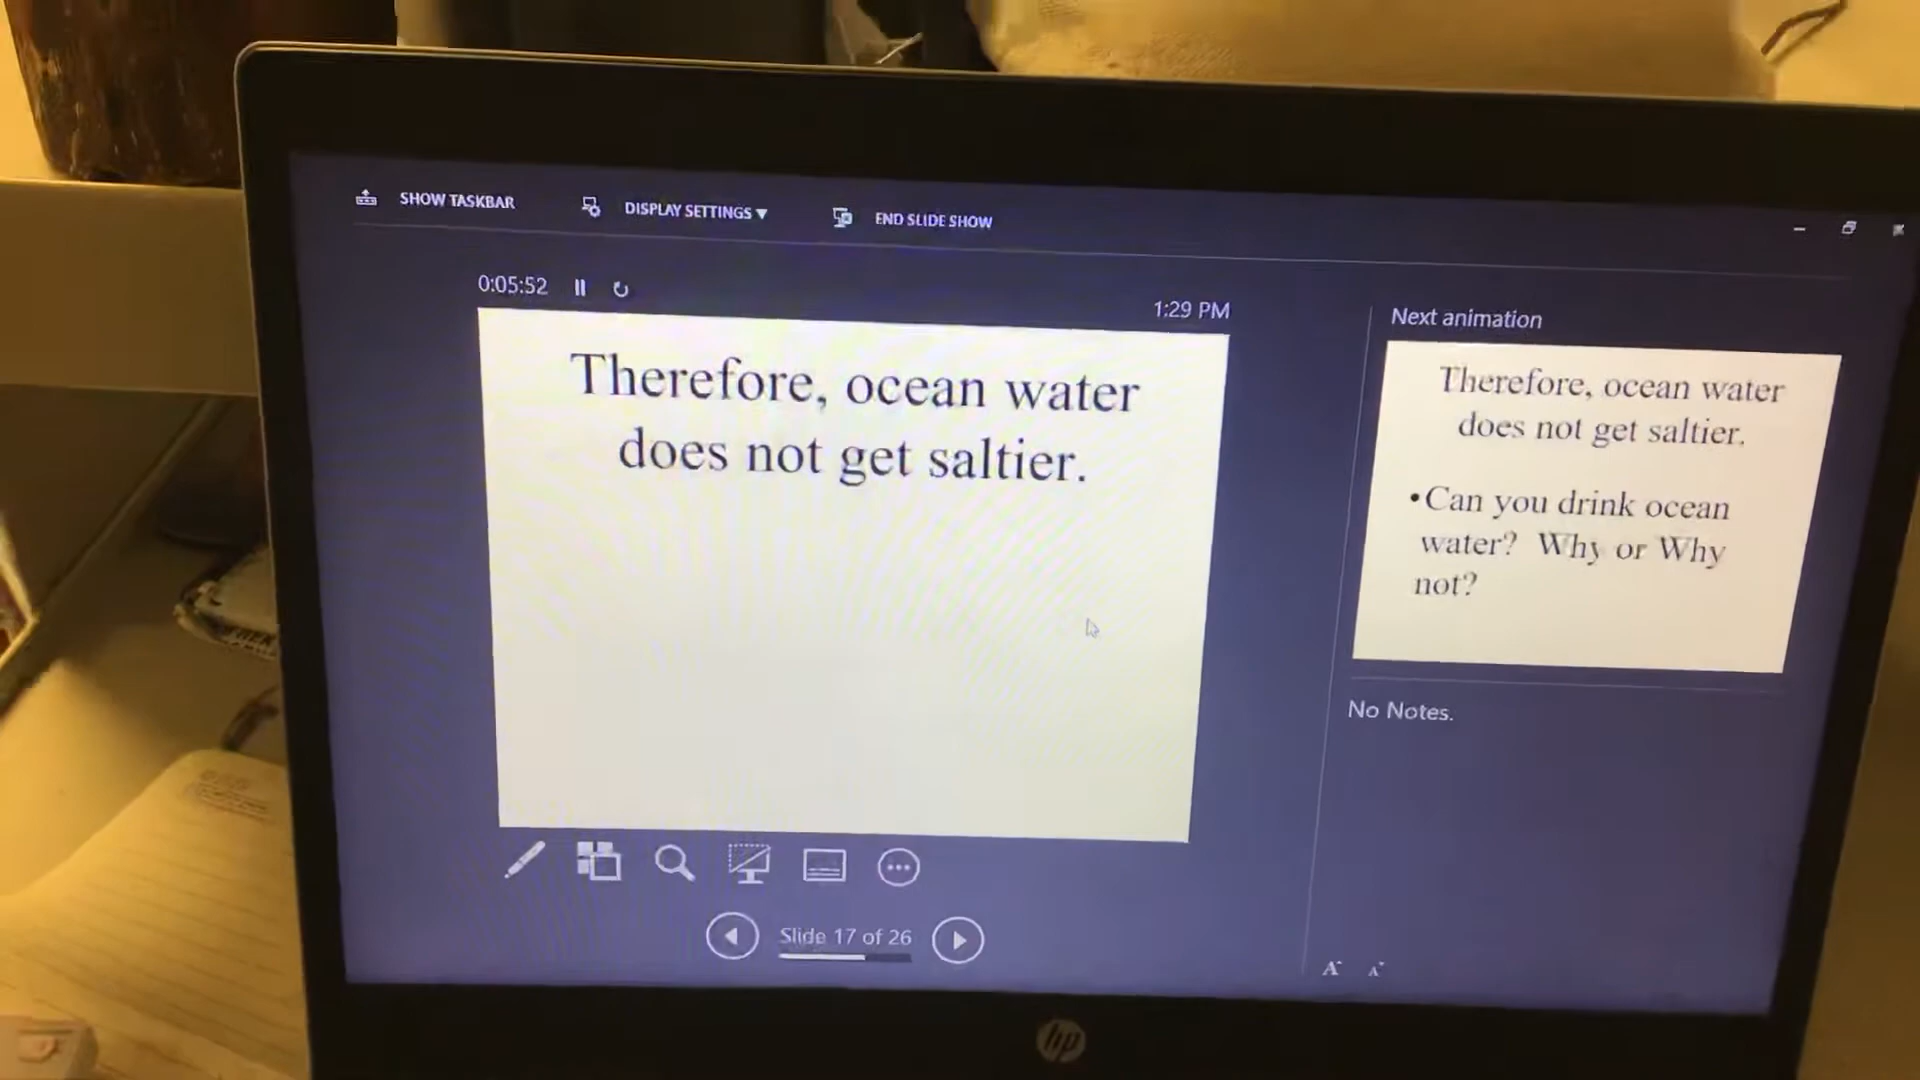 SHOW TASKBAR
DISPLAY SETTINGS ▼
END SLIDE SHOW
0:05:52
1:29 PM
Therefore, ocean water
does not get saltier.
Next animation
Therefore, ocean water
does not get saltier.
•Can you drink ocean
water? Why or Why
not?
No Notes.
Slide 17 of 26
A A
hp